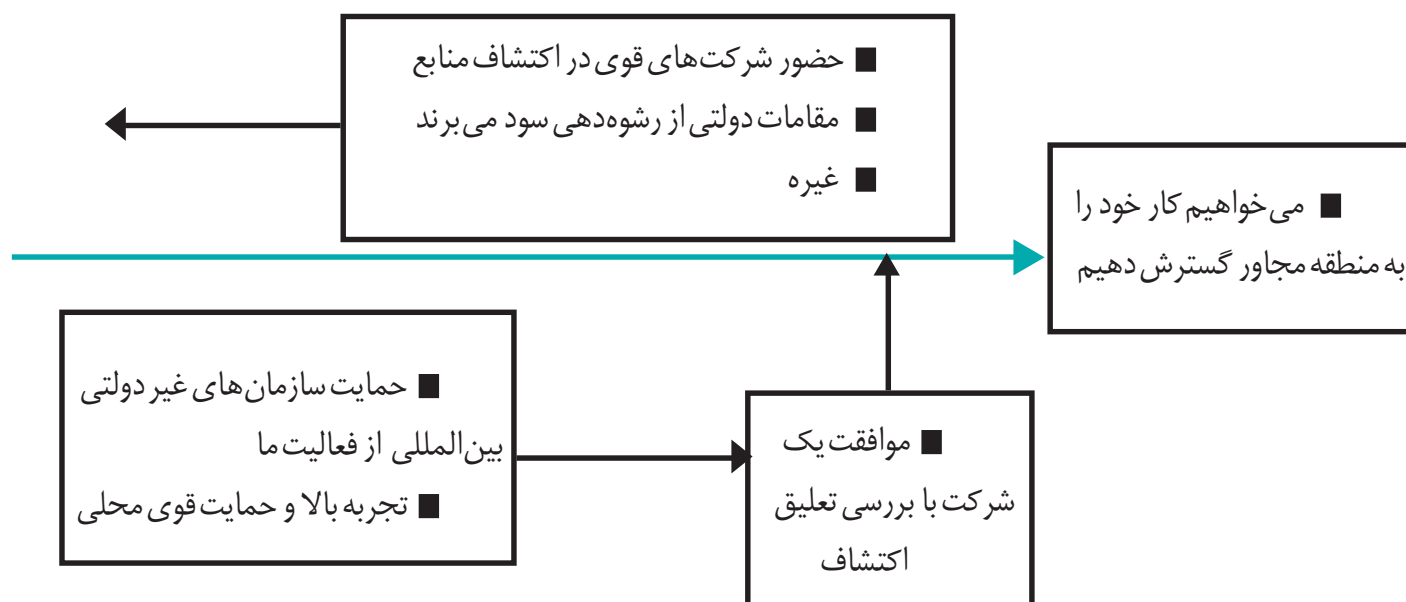 ■ حضور شرکت‌های قوی در اکتشاف منابع
■ مقامات دولتی از رشوه‌دهی سود می‌برند
■ غیره
■ می‌خواهیم کار خود را
به منطقه مجاور گسترش دهیم
■ حمایت سازمان‌های غیر دولتی
بین‌المللی از فعالیت ما
■ تجربه بالا و حمایت قوی محلی
■ موافقت یک
شرکت با بررسی تعلیق
اکتشاف